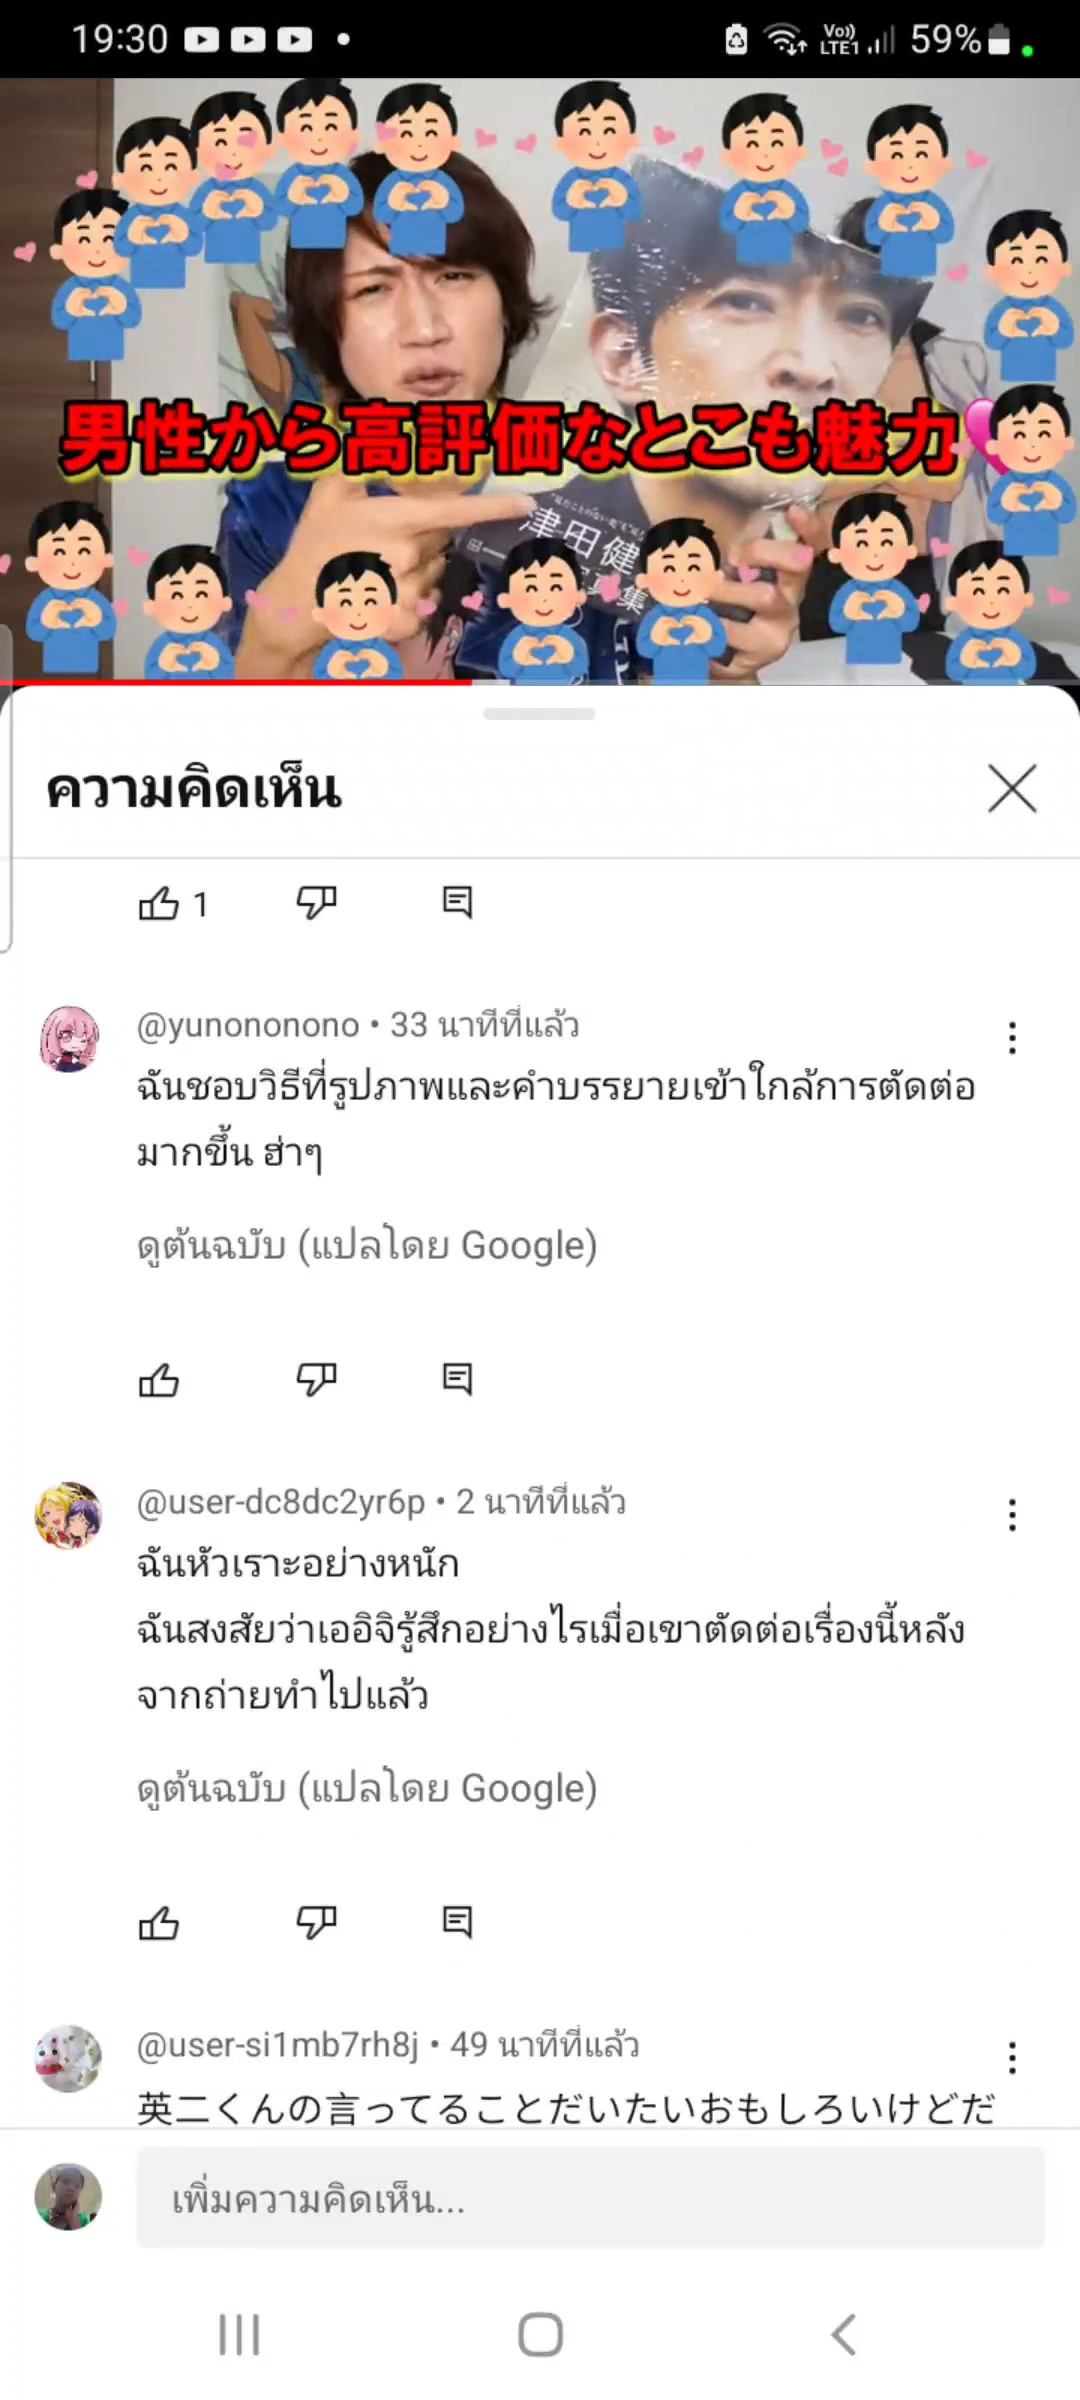 19:30
Vo))
LTE1
59%
男性から高評価なとこも魅力
津田健
写真集
ความคิดเห็น
1
@yunononono • 33 นาทีที่แล้ว
ฉันชอบวิธีที่รูปภาพและคำบรรยายเข้าใกล้การตัดต่อ
มากขึ้น ฮ่าๆ
ดูต้นฉบับ (แปลโดย Google)
@user-dc8dc2yr6p • 2 นาทีที่แล้ว
ฉันหัวเราะอย่างหนัก
ฉันสงสัยว่าเออิจิรู้สึกอย่างไรเมื่อเขาตัดต่อเรื่องนี้หลัง
จากถ่ายทำไปแล้ว
ดูต้นฉบับ (แปลโดย Google)
@user-si1mb7rh8j • 49 นาทีที่แล้ว
英二くんの言ってることだいたいおもしろいけどだ
เพิ่มความคิดเห็น...